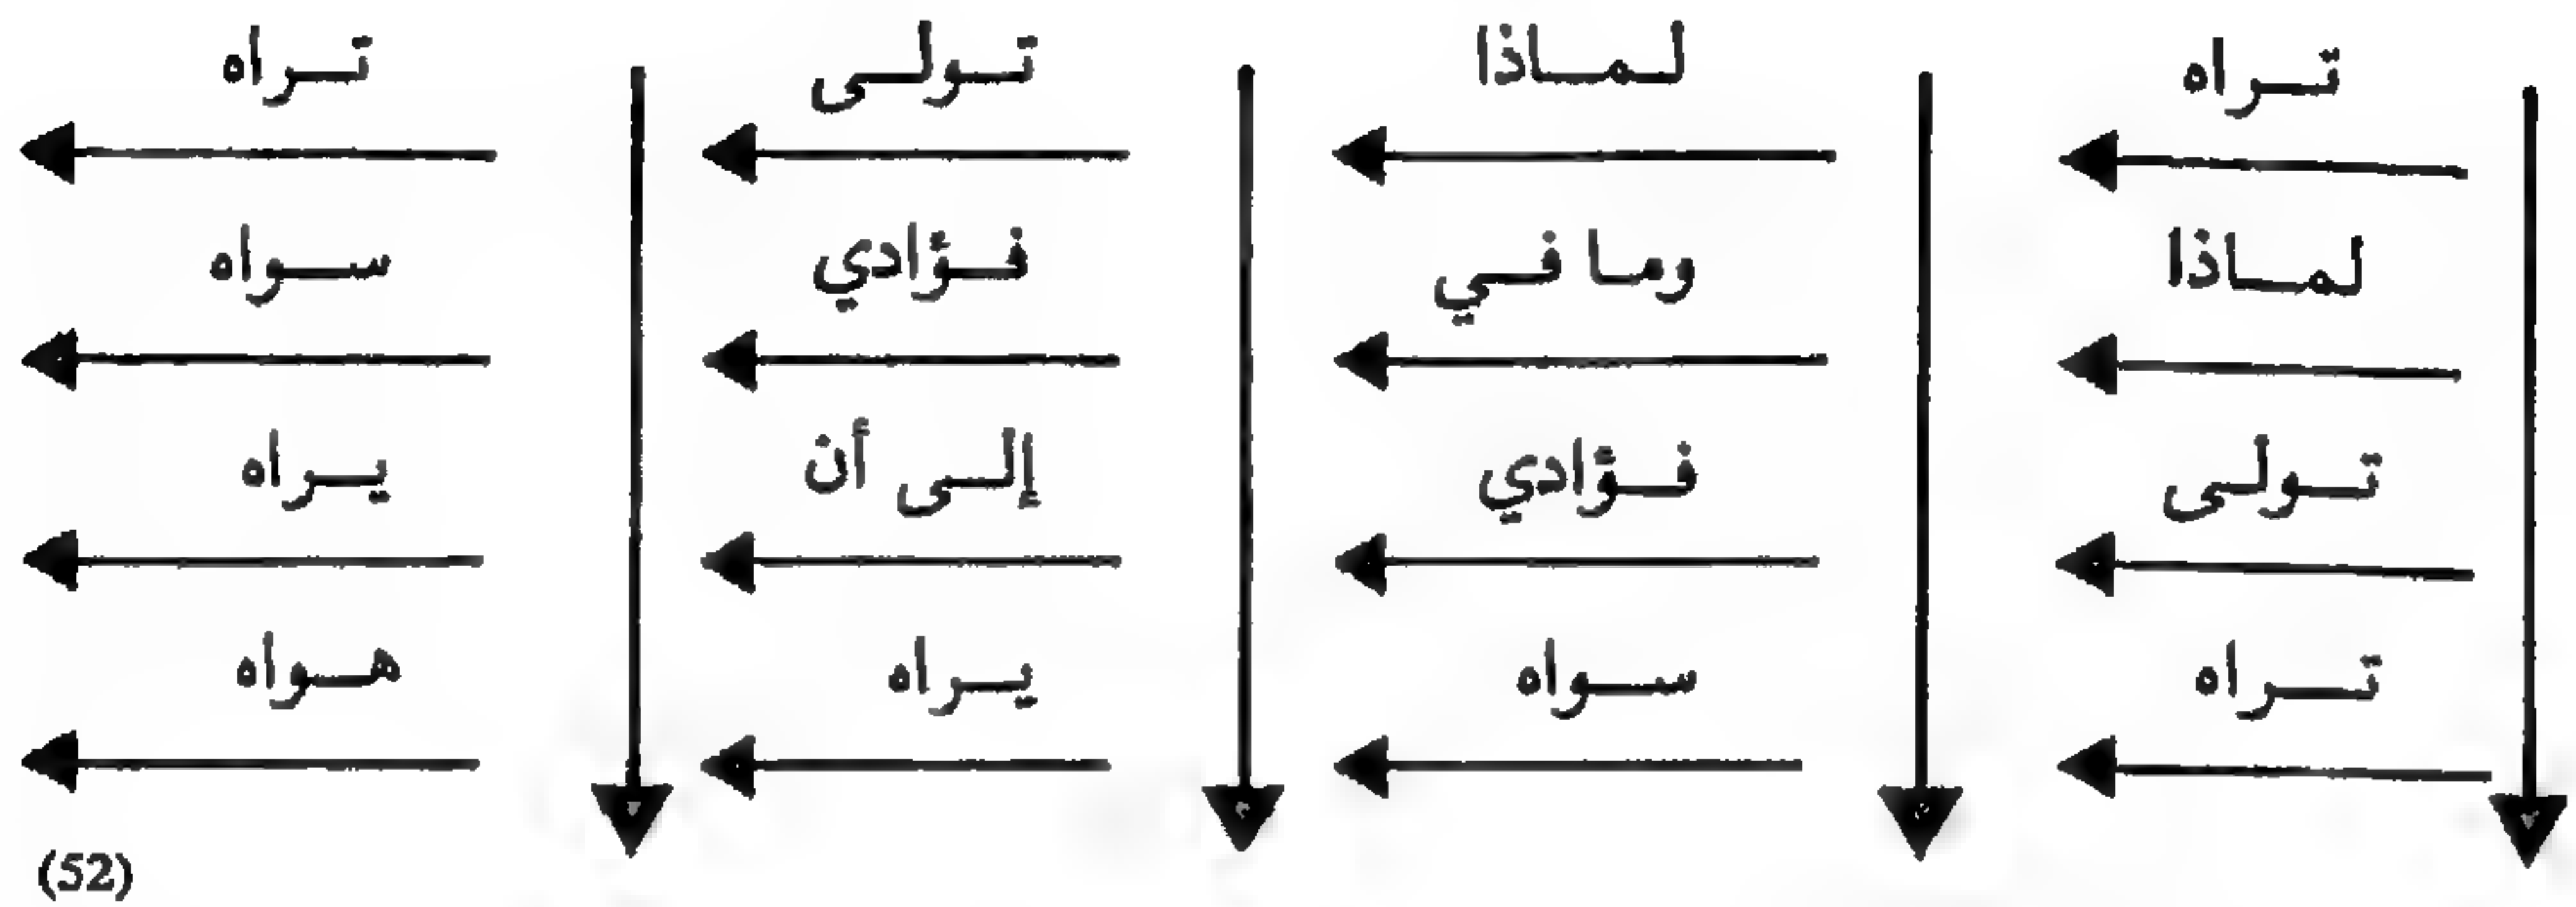 تراه لماذا تولى تراه
لماذا وما في فؤادي سواه
تولى فؤادي إلى أن يراه
تراه سواه يراه هواه
(52)